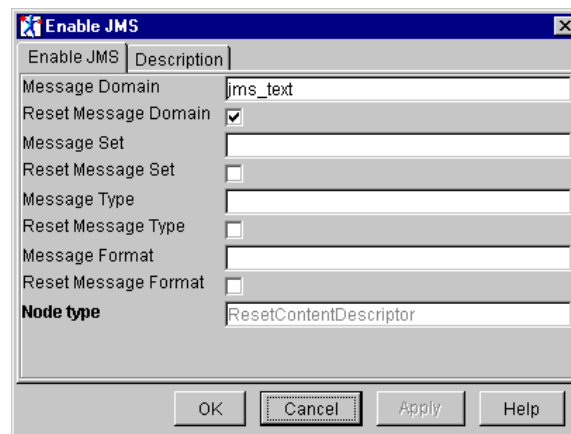 Enable JMS
Enable JMS Description
Message Domain jms_text
Reset Message Domain
Message Set
Reset Message Set
Message Type
Reset Message Type
Message Format
Reset Message Format
Node type ResetContentDescriptor
OK Cancel Apply Help